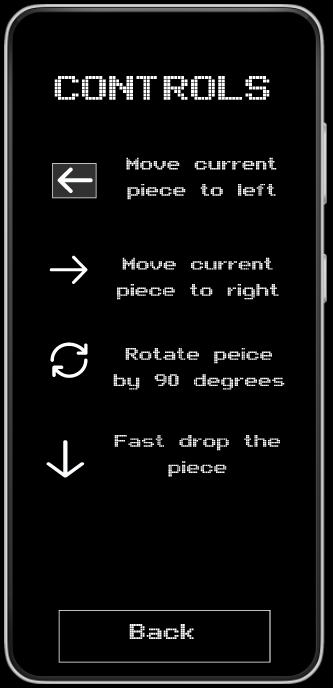 CONTROLS
Move current
piece to left
Move current
piece to right
Rotate peice
by 90 degrees
Fast drop the
piece
Back